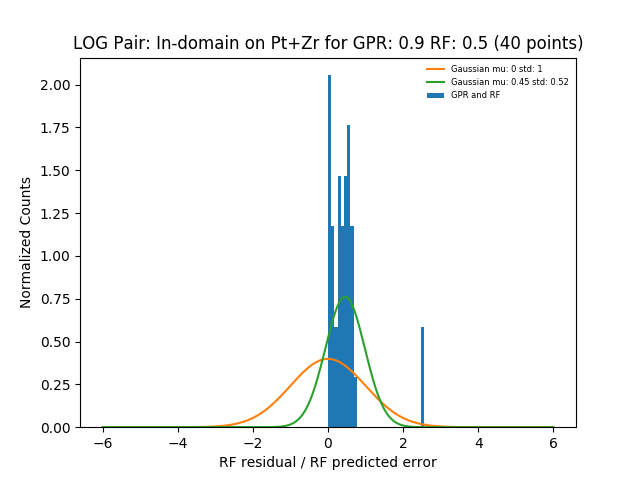 LOG Pair: In-domain on Pt+Zr for GPR: 0.9 RF: 0.5 (40 points)
Gaussian mu: 0 std: 1
Gaussian mu: 0.45 std: 0.52
GPR and RF
Normalized Counts
2.00
1.75
1.50
1.25
1.00
0.75
0.50
0.25
0.00
−6
−4
−2
0
2
4
6
RF residual / RF predicted error